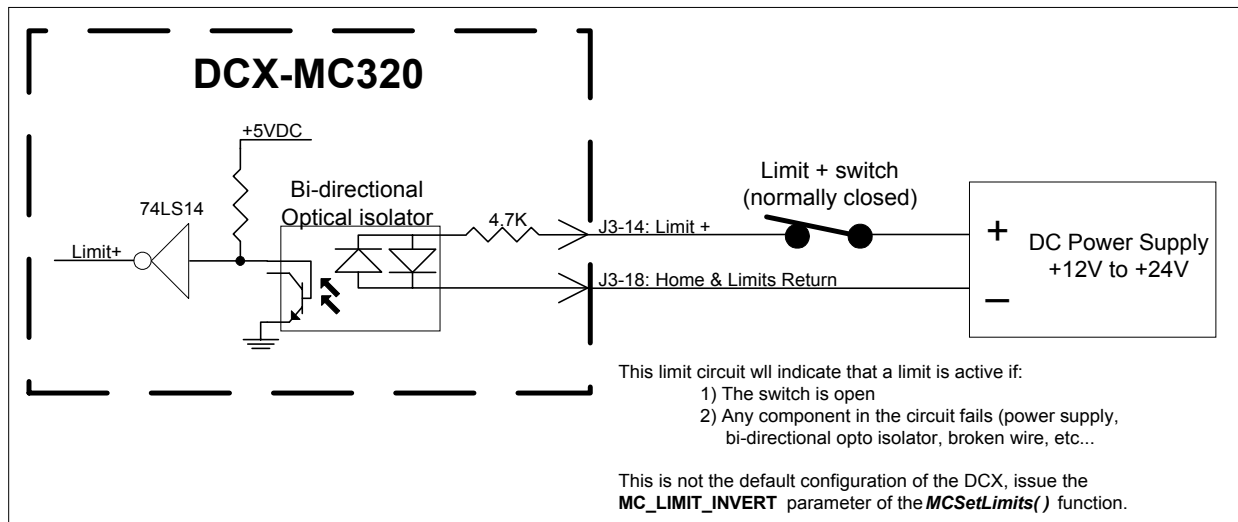 DCX-MC320
+5VDC
Bi-directional
Optical isolator
74LS14
4.7K
Limit+
J3-14: Limit +
J3-18: Home & Limits Return
Limit + switch
(normally closed)
+
DC Power Supply
+12V to +24V
–
This limit circuit wll indicate that a limit is active if:
1) The switch is open
2) Any component in the circuit fails (power supply,
bi-directional opto isolator, broken wire, etc...
This is not the default configuration of the DCX, issue the
MC_LIMIT_INVERT parameter of the MCSetLimits( ) function.